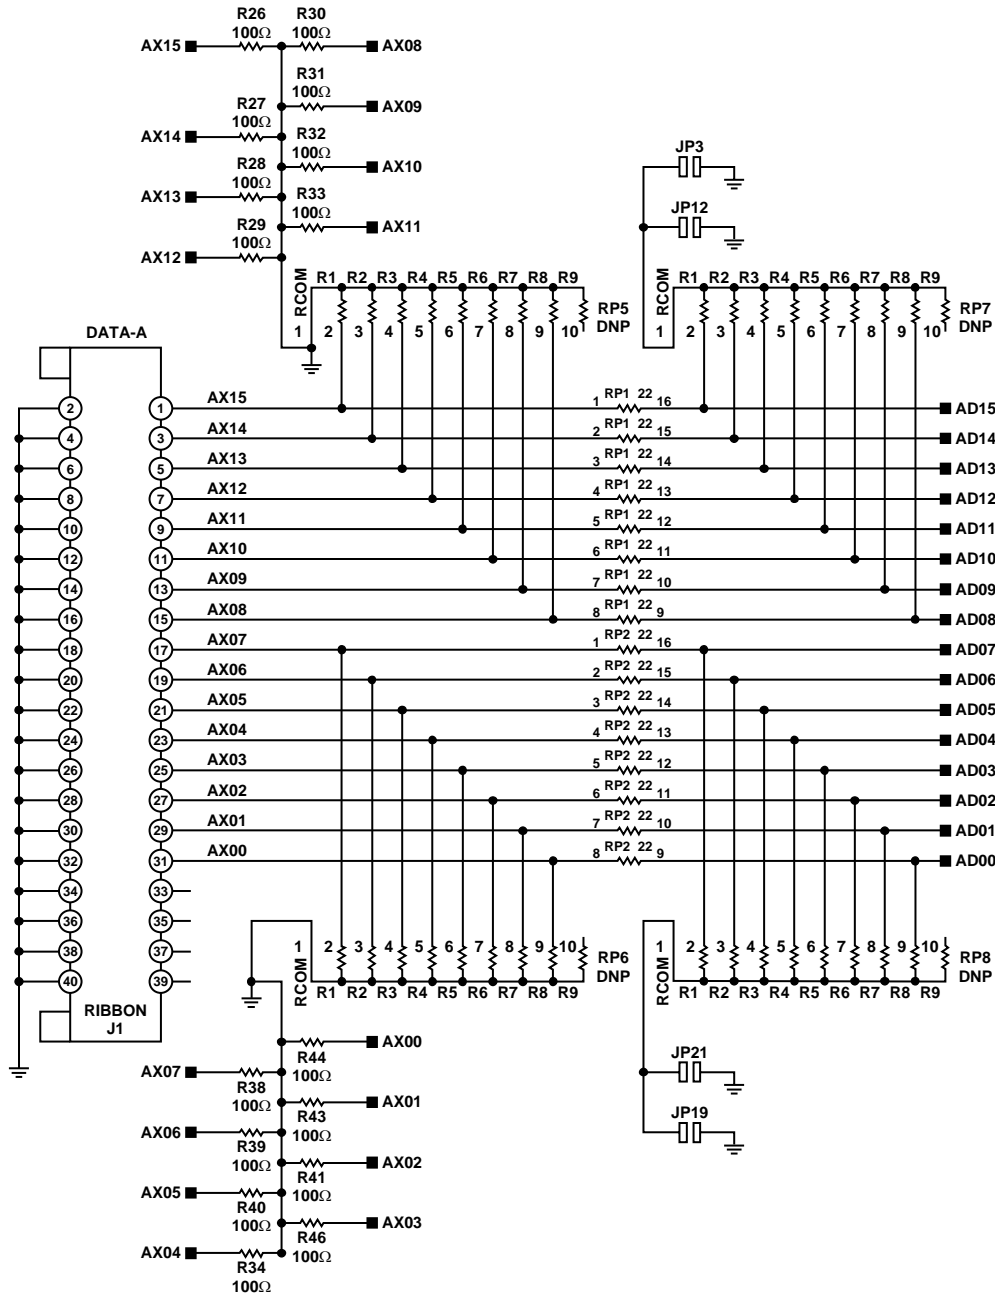 R26 R30
100Ω 100Ω
AX15 AX08
R31
100Ω
AX09
R27
100Ω
AX14
R32
100Ω
AX10
R28
100Ω
AX13
R33
100Ω
AX11
R29
100Ω
AX12
JP3
JP12
R1 R2 R3 R4 R5 R6 R7 R8 R9
RCOM
1 2 3 4 5 6 7 8 9 10
RP5
DNP
R1 R2 R3 R4 R5 R6 R7 R8 R9
RCOM
1 2 3 4 5 6 7 8 9 10
RP7
DNP
DATA-A
2 1 AX15 1 RP1 22 16 AD15
4 3 AX14 2 RP1 22 15 AD14
6 5 AX13 3 RP1 22 14 AD13
8 7 AX12 4 RP1 22 13 AD12
10 9 AX11 5 RP1 22 12 AD11
12 11 AX10 6 RP1 22 11 AD10
14 13 AX09 7 RP1 22 10 AD09
16 15 AX08 8 RP1 22 9 AD08
18 17 AX07 1 RP2 22 16 AD07
20 19 AX06 2 RP2 22 15 AD06
22 21 AX05 3 RP2 22 14 AD05
24 23 AX04 4 RP2 22 13 AD04
26 25 AX03 5 RP2 22 12 AD03
28 27 AX02 6 RP2 22 11 AD02
30 29 AX01 7 RP2 22 10 AD01
32 31 AX00 8 RP2 22 9 AD00
34 33
36 35
38 37
40 39
RIBBON
J1
1 2 3 4 5 6 7 8 9 10
RCOM
R1 R2 R3 R4 R5 R6 R7 R8 R9
RP6
DNP
1 2 3 4 5 6 7 8 9 10
RCOM
R1 R2 R3 R4 R5 R6 R7 R8 R9
RP8
DNP
AX00
R44
100Ω
AX07
R38
100Ω
AX01
R43
100Ω
AX06
R39
100Ω
AX02
R41
100Ω
AX05
R40
100Ω
AX03
R46
100Ω
AX04
R34
100Ω
JP21
JP19